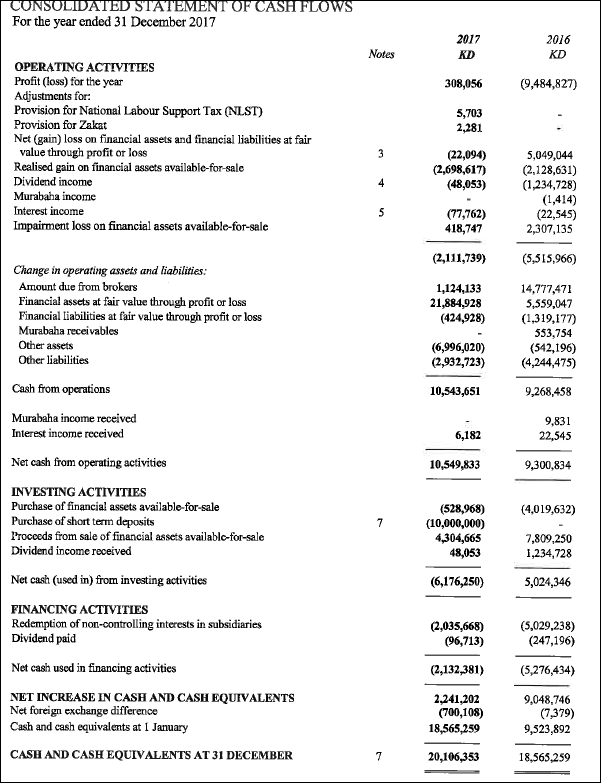 CONSOLIDATED STATEMENT OF CASH FLOWS
For the year ended 31 December 2017
2017 2016
Notes KD KD
OPERATING ACTIVITIES
Profit (loss) for the year 308,056 (9,484,827)
Adjustments for:
Provision for National Labour Support Tax (NLST) 5,703 -
Provision for Zakat 2,281 -
Net (gain) loss on financial assets and financial liabilities at fair
value through profit or loss 3 (22,094) 5,049,044
Realised gain on financial assets available-for-sale (2,698,617) (2,128,631)
Dividend income 4 (48,053) (1,234,728)
Murabaha income - (1,414)
Interest income 5 (77,762) (22,545)
Impairment loss on financial assets available-for-sale 418,747 2,307,135
(2,111,739) (5,515,966)
Change in operating assets and liabilities:
Amount due from brokers 1,124,133 14,777,471
Financial assets at fair value through profit or loss 21,884,928 5,559,047
Financial liabilities at fair value through profit or loss (424,928) (1,319,177)
Murabaha receivables - 553,754
Other assets (6,996,020) (542,196)
Other liabilities (2,932,723) (4,244,475)
Cash from operations 10,543,651 9,268,458
Murabaha income received - 9,831
Interest income received 6,182 22,545
Net cash from operating activities 10,549,833 9,300,834
INVESTING ACTIVITIES
Purchase of financial assets available-for-sale (528,968) (4,019,632)
Purchase of short term deposits 7 (10,000,000) -
Proceeds from sale of financial assets available-for-sale 4,304,665 7,809,250
Dividend income received 48,053 1,234,728
Net cash (used in) from investing activities (6,176,250) 5,024,346
FINANCING ACTIVITIES
Redemption of non-controlling interests in subsidiaries (2,035,668) (5,029,238)
Dividend paid (96,713) (247,196)
Net cash used in financing activities (2,132,381) (5,276,434)
NET INCREASE IN CASH AND CASH EQUIVALENTS 2,241,202 9,048,746
Net foreign exchange difference (700,108) (7,379)
Cash and cash equivalents at 1 January 18,565,259 9,523,892
CASH AND CASH EQUIVALENTS AT 31 DECEMBER 7 20,106,353 18,565,259